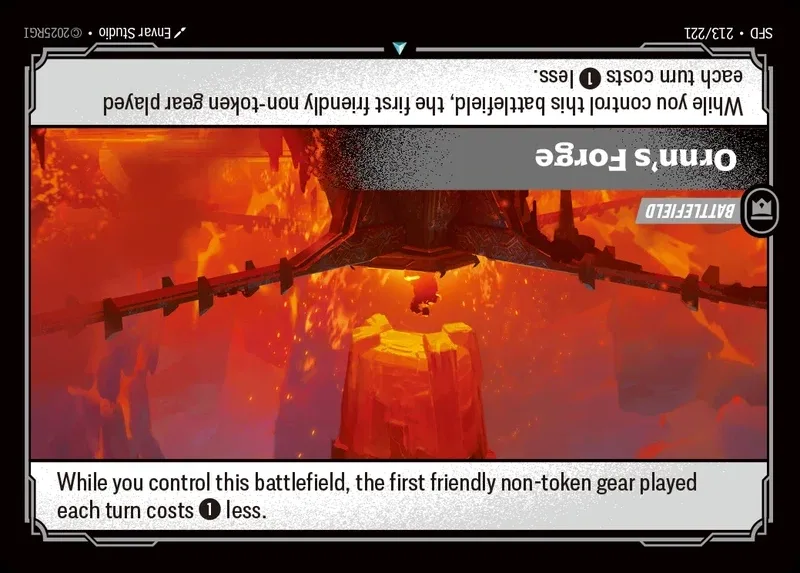 SFD • 213/221
Envar Studio • ©2025RGI
While you control this battlefield, the first friendly non-token gear played
each turn costs 1 less.
Ornn's Forge
BATTLEFIELD
While you control this battlefield, the first friendly non-token gear played
each turn costs 1 less.